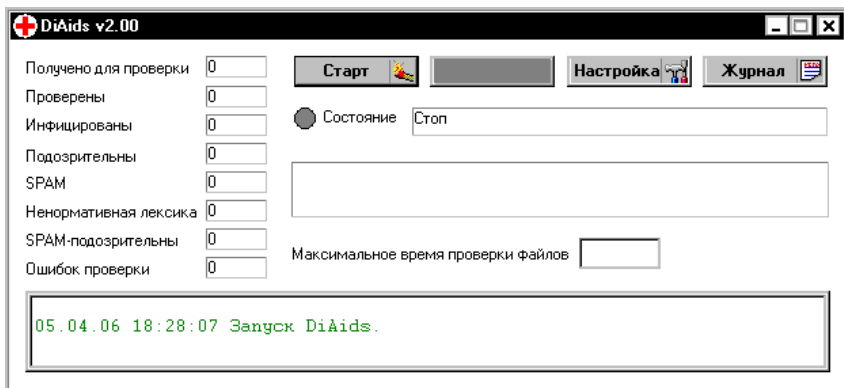 DiAids v2.00
Получено для проверки 0
Проверены 0
Инфицированы 0
Подозрительны 0
SPAM 0
Ненормативная лексика 0
SPAM-подозрительны 0
Ошибок проверки 0
Старт Настройка Журнал
Состояние Стоп
Максимальное время проверки файлов
05.04.06 18:28:07 Запуск DiAids.